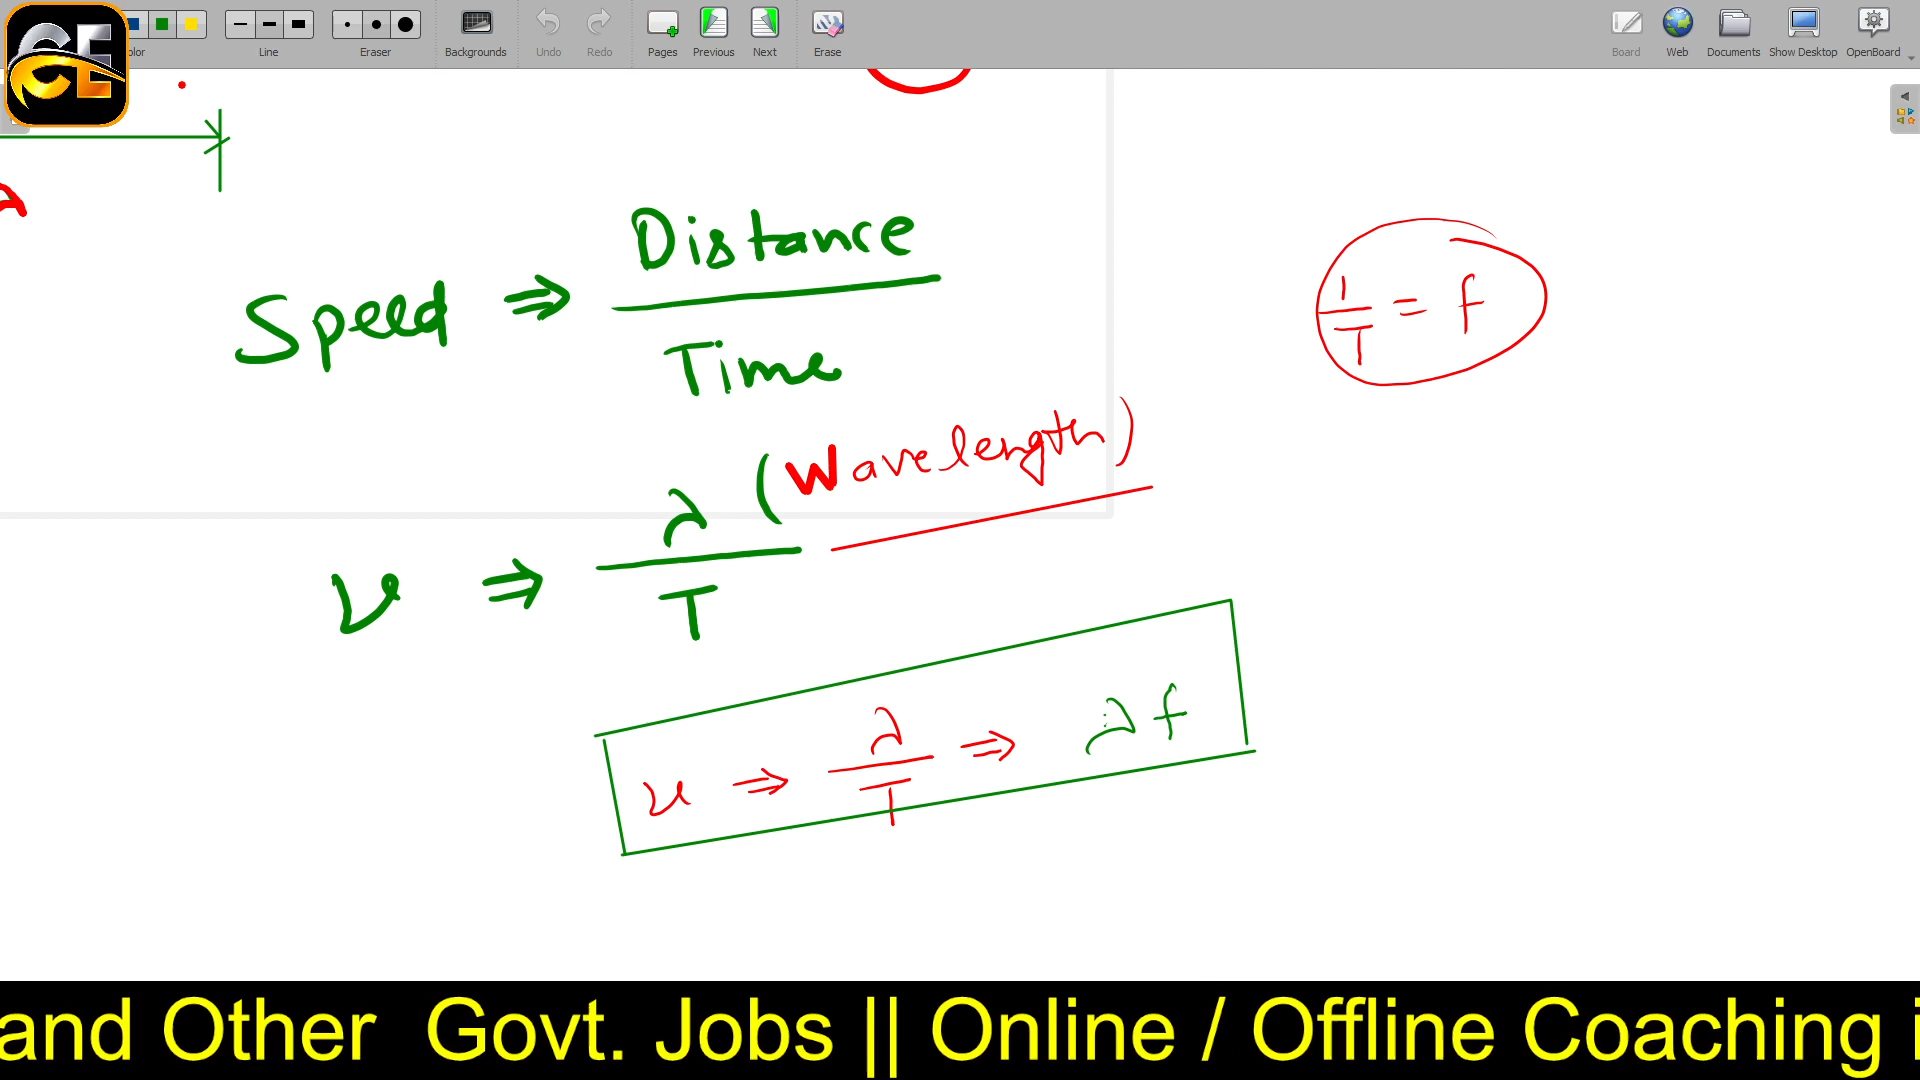 CE
Line
Eraser
Backgrounds
Undo
Redo
Pages
Previous
Next
Erase
Board
Web
Documents
Show Desktop
OpenBoard
λ
Speed ⇒ Distance / Time
1/T = f
ν ⇒ λ (Wavelength) / T
ν ⇒ λ/T ⇒ λf
and Other Govt. Jobs || Online / Offline Coaching